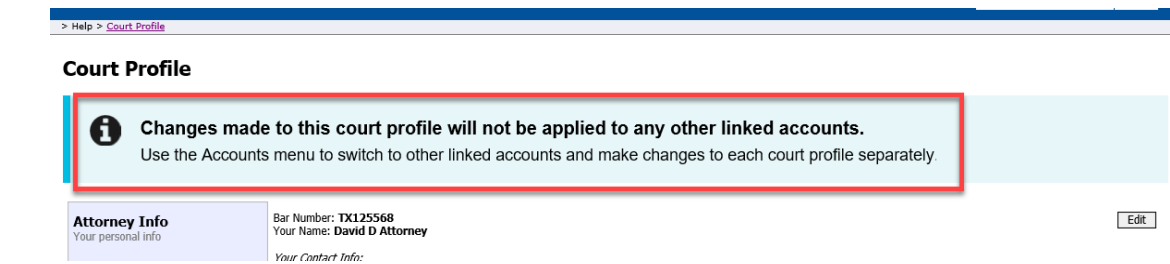 > Help > Court Profile
Court Profile
Changes made to this court profile will not be applied to any other linked accounts.
Use the Accounts menu to switch to other linked accounts and make changes to each court profile separately.
Attorney Info
Your personal info
Bar Number: TX125568
Your Name: David D Attorney
Edit
Your Contact Info: